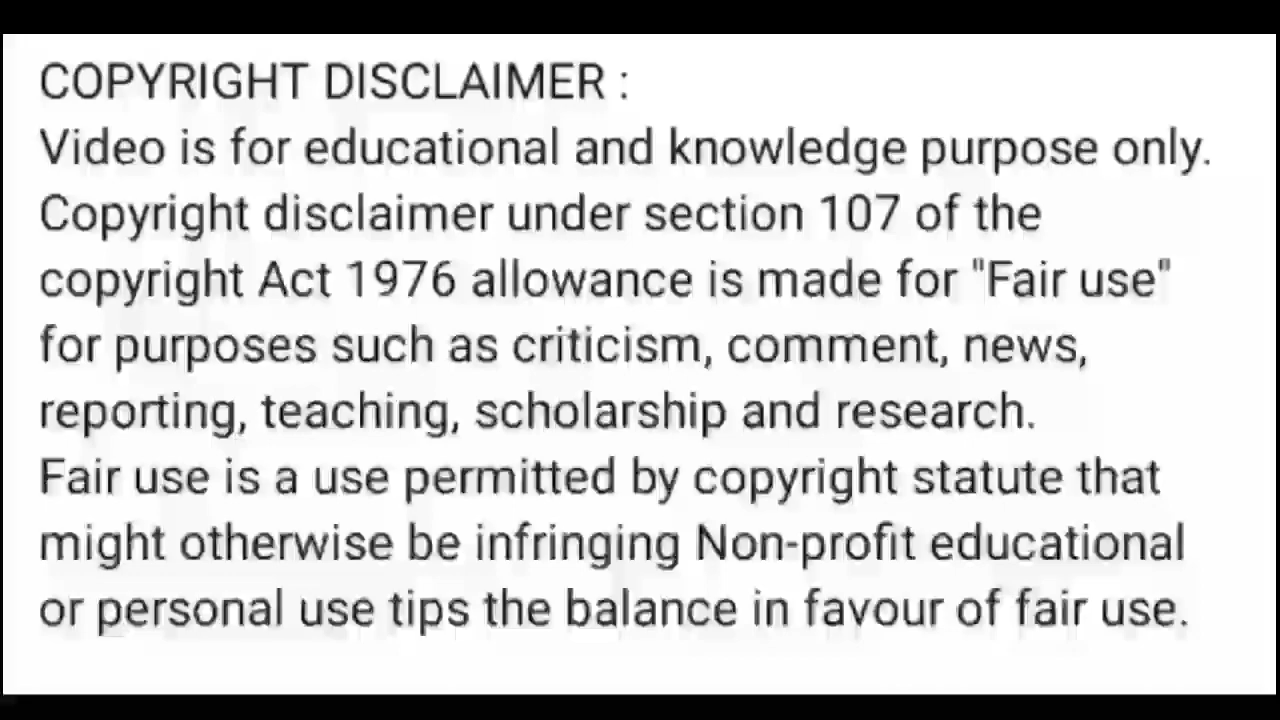 COPYRIGHT DISCLAIMER :
Video is for educational and knowledge purpose only.
Copyright disclaimer under section 107 of the
copyright Act 1976 allowance is made for "Fair use"
for purposes such as criticism, comment, news,
reporting, teaching, scholarship and research.
Fair use is a use permitted by copyright statute that
might otherwise be infringing Non-profit educational
or personal use tips the balance in favour of fair use.